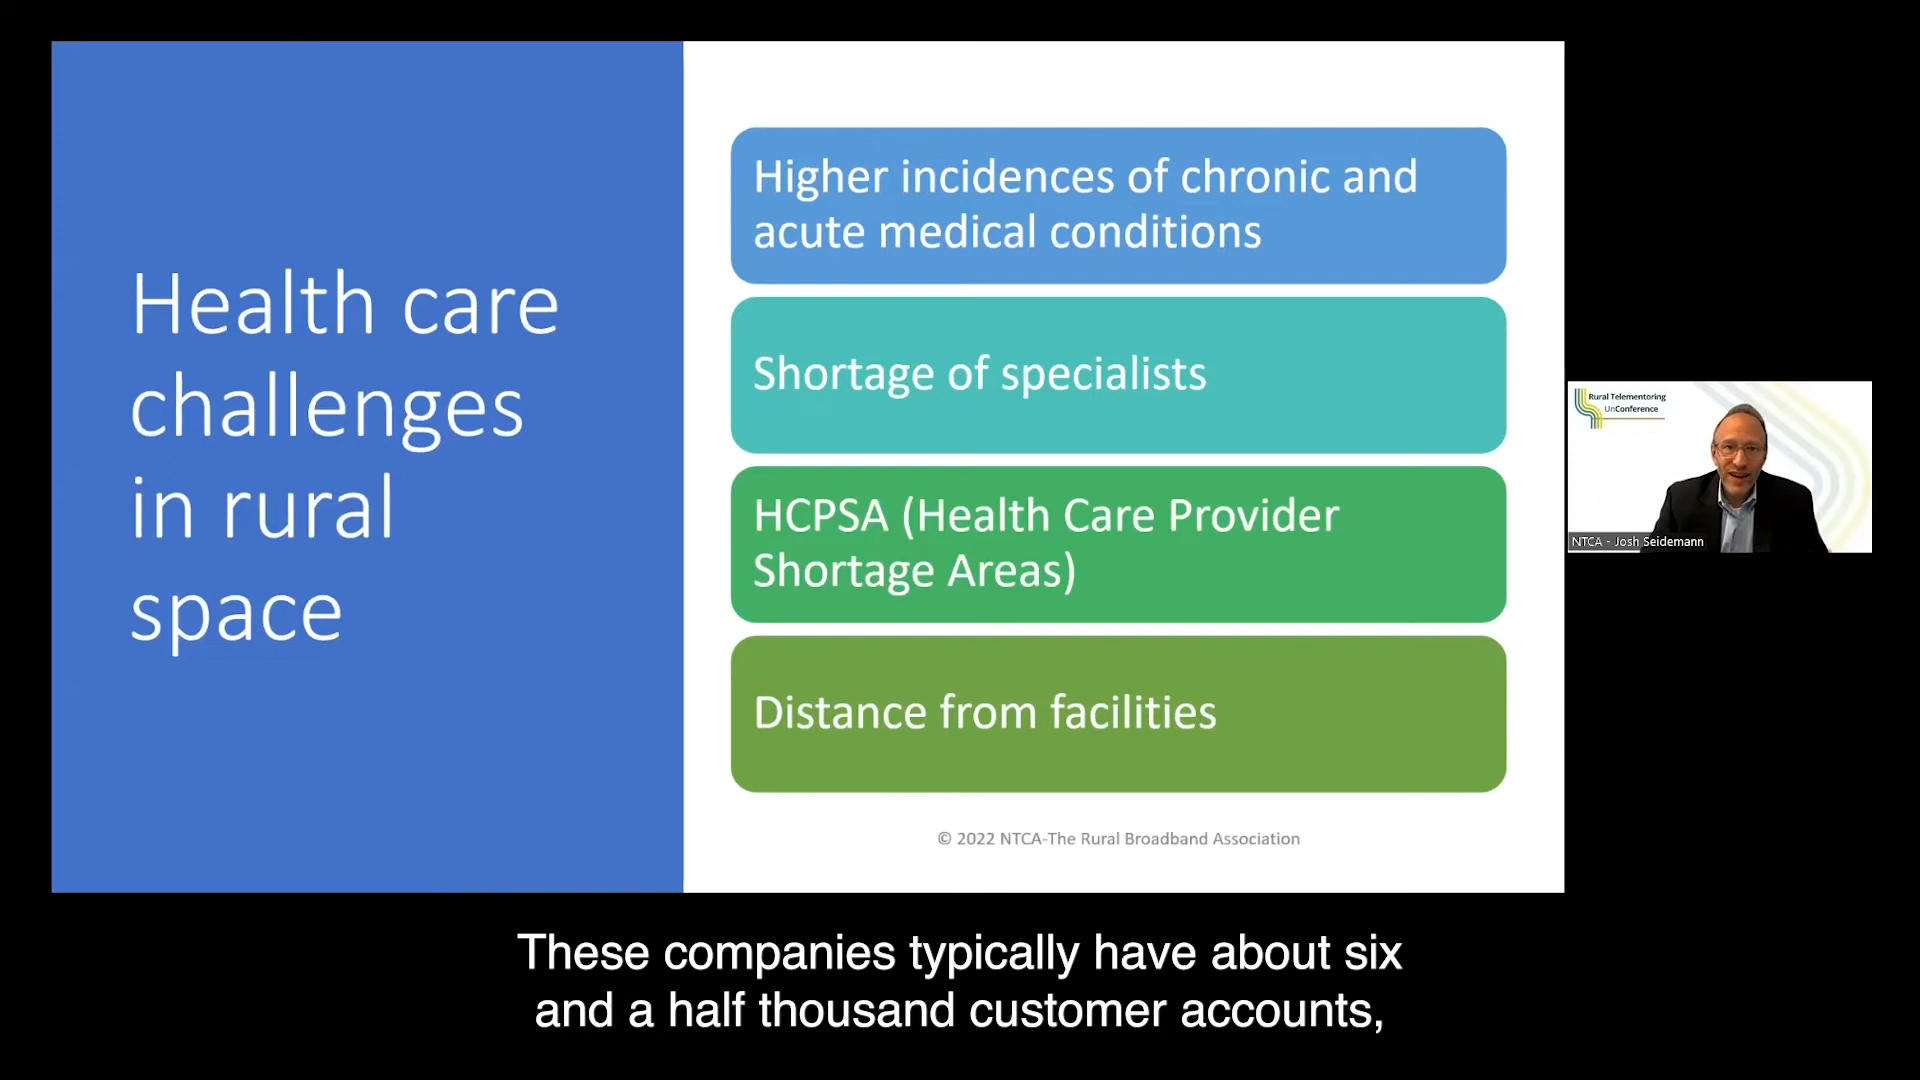 Health care
challenges
in rural
space
Higher incidences of chronic and
acute medical conditions
Shortage of specialists
HCPSA (Health Care Provider
Shortage Areas)
Distance from facilities
© 2022 NTCA-The Rural Broadband Association
Rural Telementoring
UnConference
NTCA - Josh Seidemann
These companies typically have about six
and a half thousand customer accounts,